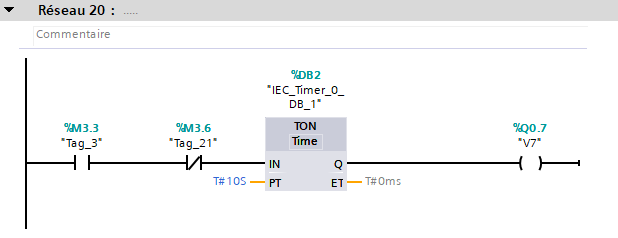 Réseau 20 : .....
Commentaire
%DB2
"IEC_Timer_0_
DB_1"
%M3.3 %M3.6 TON %Q0.7
"Tag_3" "Tag_21" Time "V7"
IN Q
T#10S PT ET T#0ms